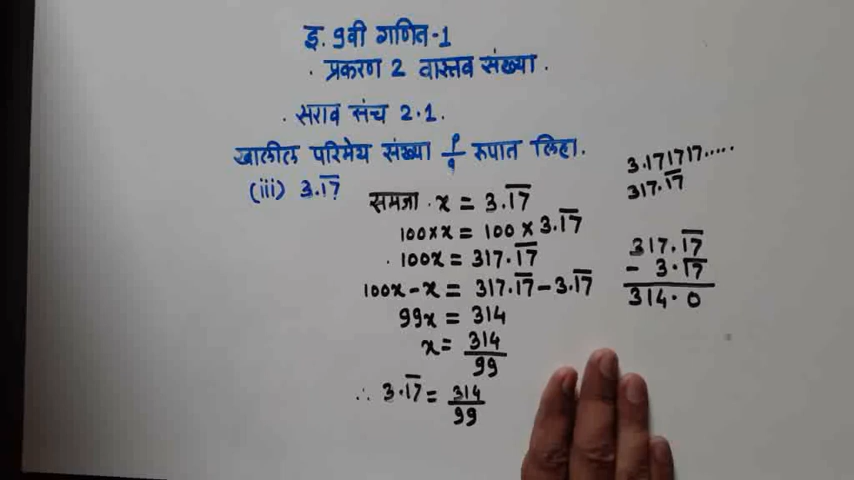 इ. 9वी गणित-1
· प्रकरण 2 वास्तव संख्या .
· सराव संच 2.1.
खालील परिमेय संख्या p/q रूपात लिहा.
(iii) 3.1̅7̅
समजा · x = 3.1̅7̅
100×x = 100 × 3.1̅7̅
· 100x = 317.1̅7̅
100x - x = 317.1̅7̅ - 3.1̅7̅
99x = 314
x = 314/99
∴ 3.1̅7̅ = 314/99
3.171717.....
317.1̅7̅
317.1̅7̅
- 3.1̅7̅
314.0